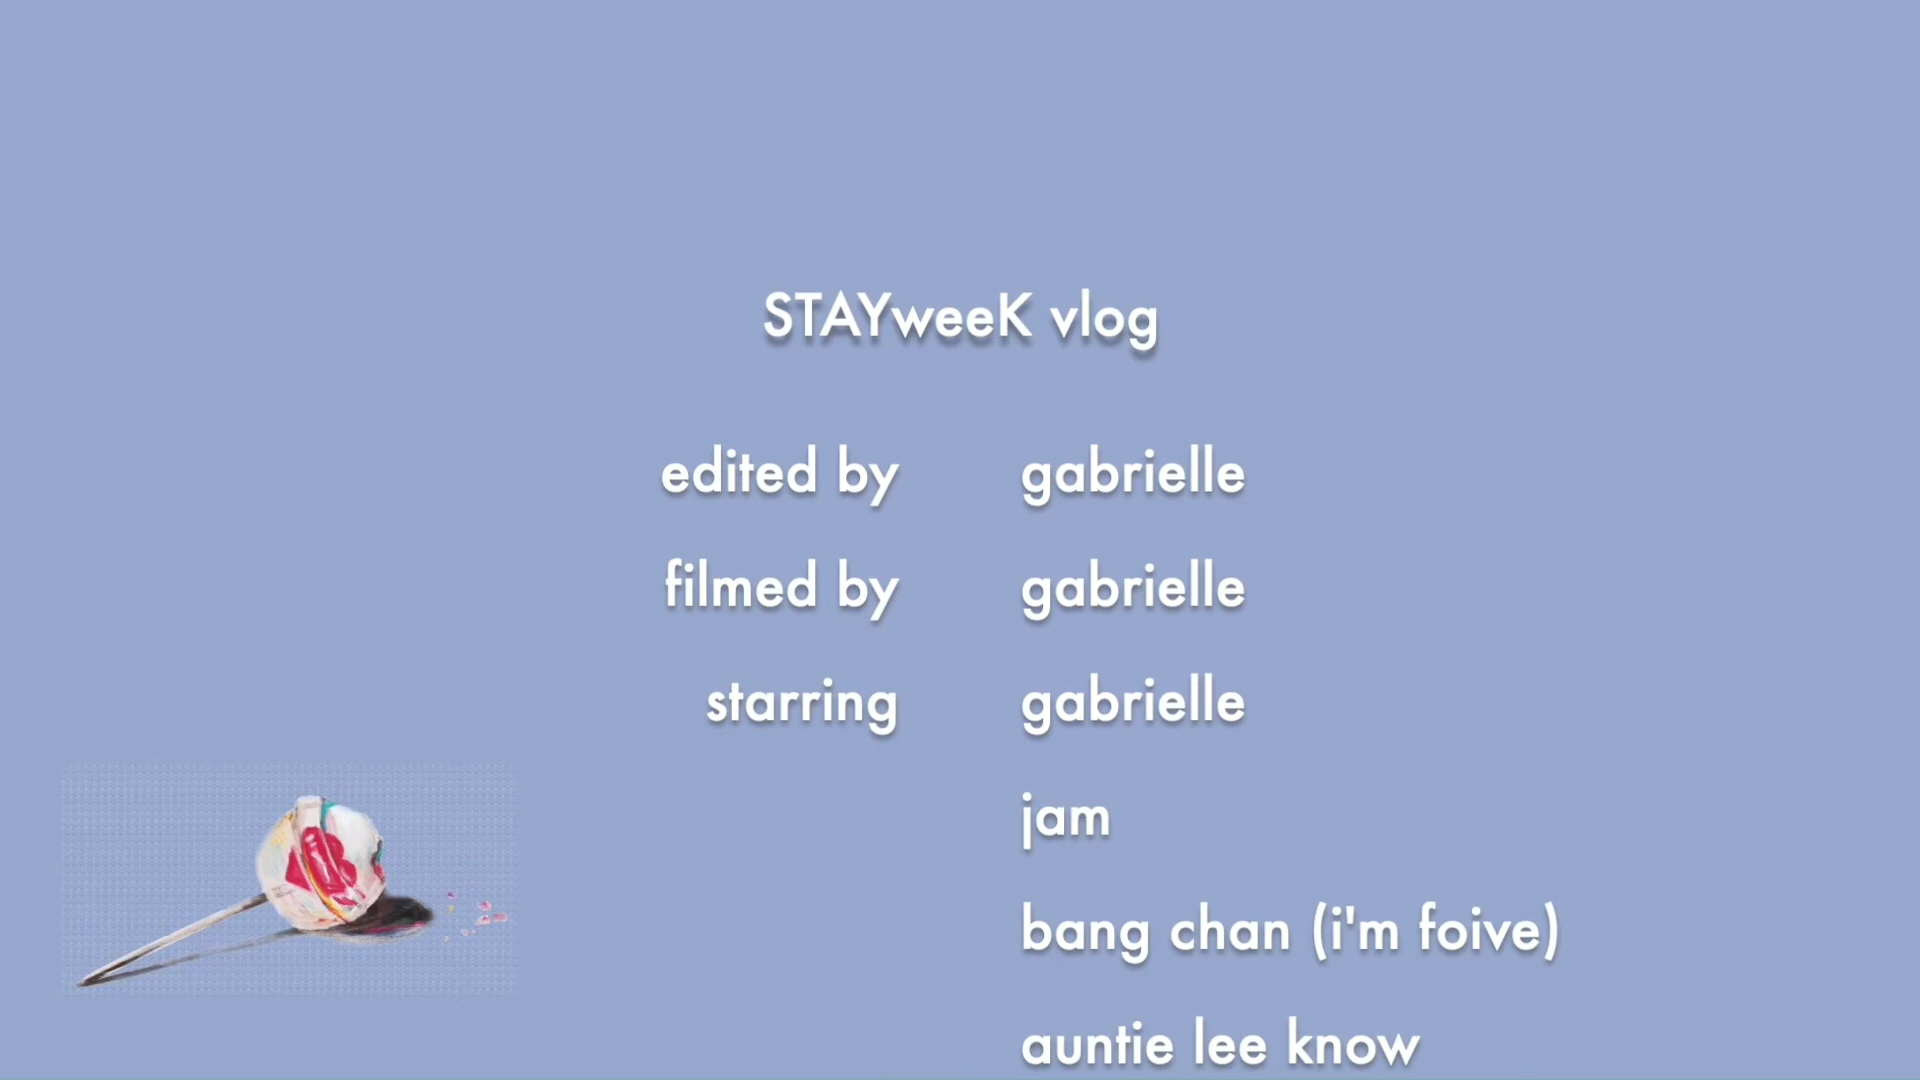 STAYweeK vlog
edited by gabrielle
filmed by gabrielle
starring gabrielle
jam
bang chan (i'm foive)
auntie lee know